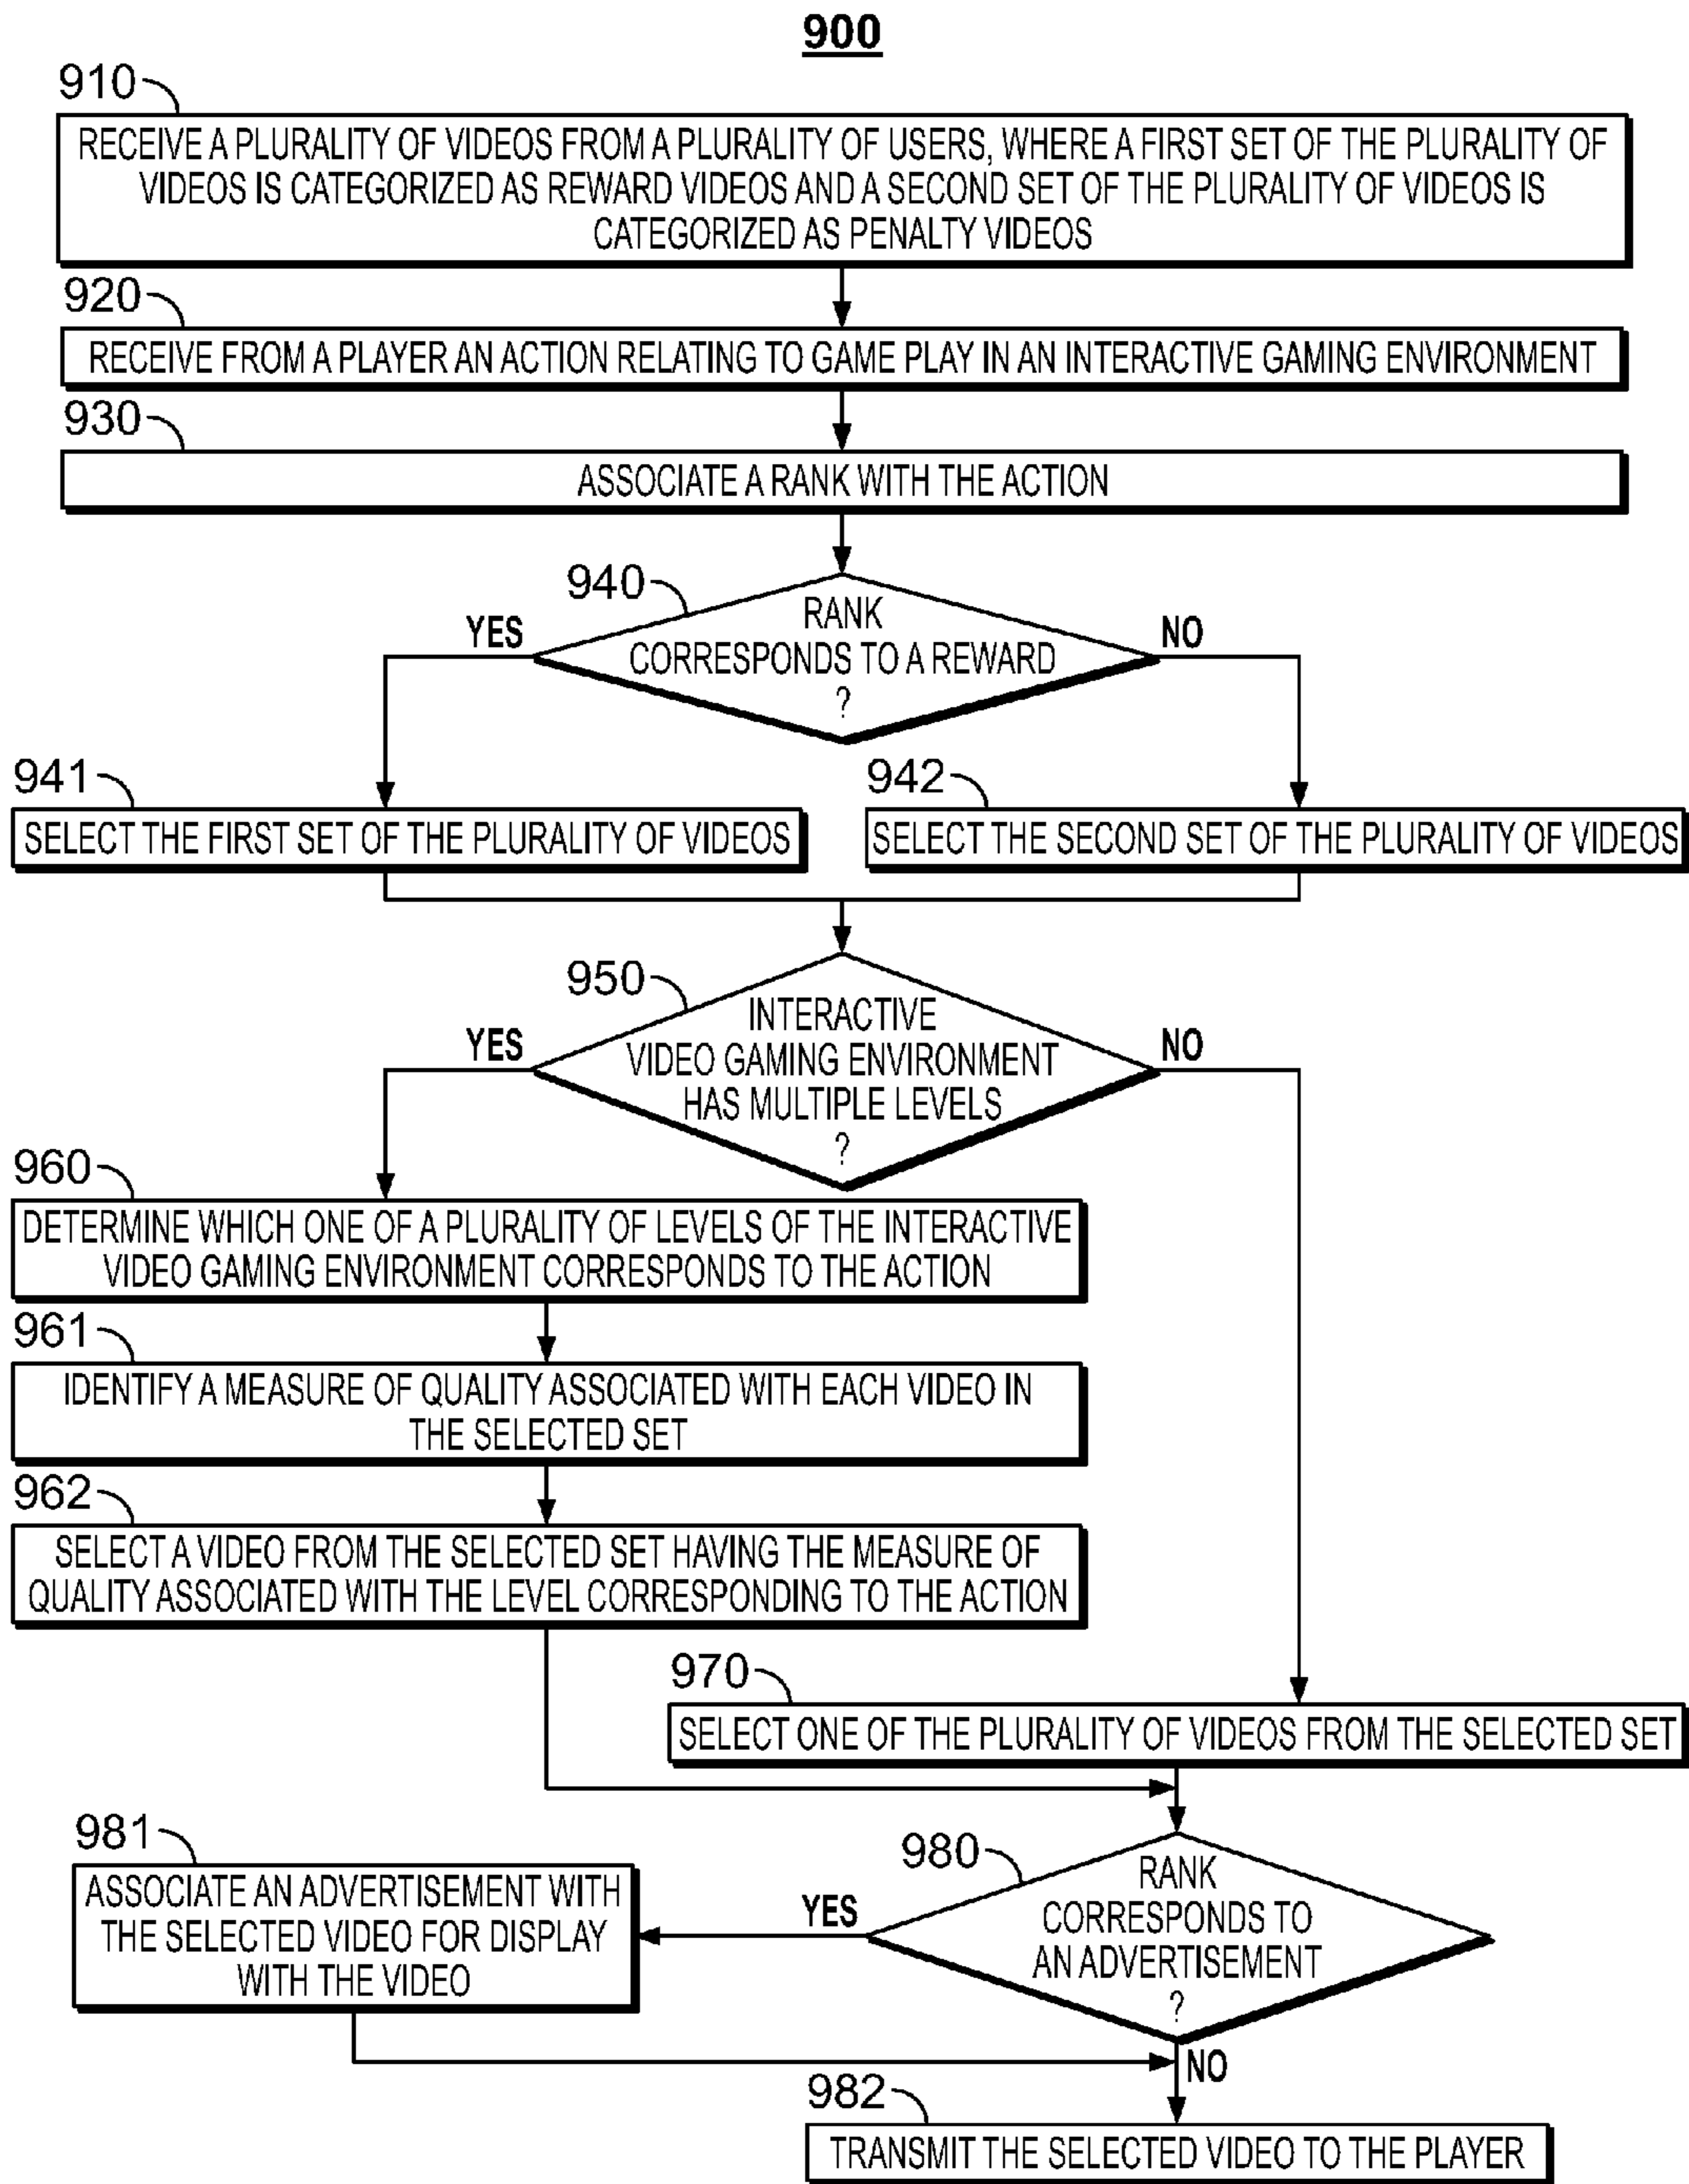 900
910
RECEIVE A PLURALITY OF VIDEOS FROM A PLURALITY OF USERS, WHERE A FIRST SET OF THE PLURALITY OF
VIDEOS IS CATEGORIZED AS REWARD VIDEOS AND A SECOND SET OF THE PLURALITY OF VIDEOS IS
CATEGORIZED AS PENALTY VIDEOS
920
RECEIVE FROM A PLAYER AN ACTION RELATING TO GAME PLAY IN AN INTERACTIVE GAMING ENVIRONMENT
930
ASSOCIATE A RANK WITH THE ACTION
940
RANK
CORRESPONDS TO A REWARD
?
YES
NO
941
SELECT THE FIRST SET OF THE PLURALITY OF VIDEOS
942
SELECT THE SECOND SET OF THE PLURALITY OF VIDEOS
950
INTERACTIVE
VIDEO GAMING ENVIRONMENT
HAS MULTIPLE LEVELS
?
YES
NO
960
DETERMINE WHICH ONE OF A PLURALITY OF LEVELS OF THE INTERACTIVE
VIDEO GAMING ENVIRONMENT CORRESPONDS TO THE ACTION
961
IDENTIFY A MEASURE OF QUALITY ASSOCIATED WITH EACH VIDEO IN
THE SELECTED SET
962
SELECT A VIDEO FROM THE SELECTED SET HAVING THE MEASURE OF
QUALITY ASSOCIATED WITH THE LEVEL CORRESPONDING TO THE ACTION
970
SELECT ONE OF THE PLURALITY OF VIDEOS FROM THE SELECTED SET
980
RANK
CORRESPONDS TO
AN ADVERTISEMENT
?
YES
NO
981
ASSOCIATE AN ADVERTISEMENT WITH
THE SELECTED VIDEO FOR DISPLAY
WITH THE VIDEO
982
TRANSMIT THE SELECTED VIDEO TO THE PLAYER